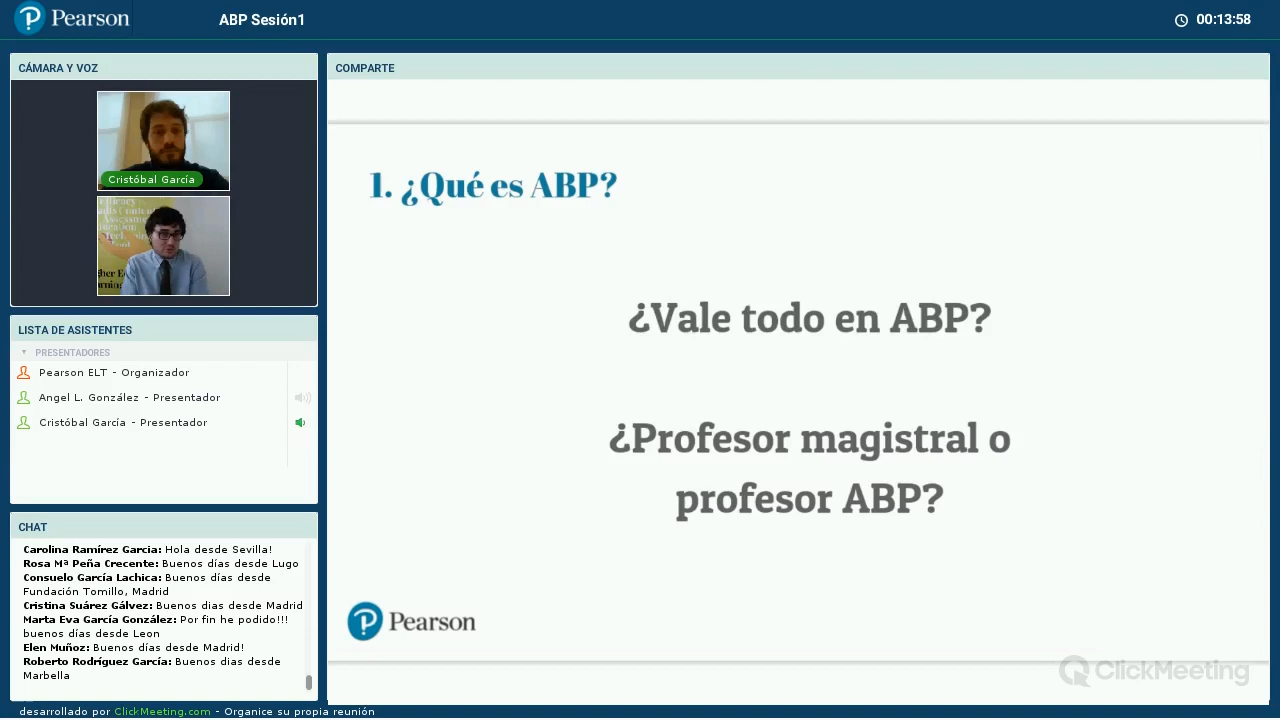 Pearson
ABP Sesión1
00:13:58
CÁMARA Y VOZ
Cristóbal García
LISTA DE ASISTENTES
PRESENTADORES
Pearson ELT - Organizador
Angel L. González - Presentador
Cristóbal García - Presentador
CHAT
Carolina Ramírez Garcia: Hola desde Sevilla!
Rosa Mª Peña Crecente: Buenos días desde Lugo
Consuelo García Lachica: Buenos días desde
Fundación Tomillo, Madrid
Cristina Suárez Gálvez: Buenos dias desde Madrid
Marta Eva García González: Por fin he podido!!!
buenos días desde Leon
Elen Muñoz: Buenos días desde Madrid!
Roberto Rodríguez García: Buenos dias desde
Marbella
COMPARTE
1. ¿Qué es ABP?
¿Vale todo en ABP?
¿Profesor magistral o
profesor ABP?
Pearson
ClickMeeting
desarrollado por ClickMeeting.com - Organice su propia reunión